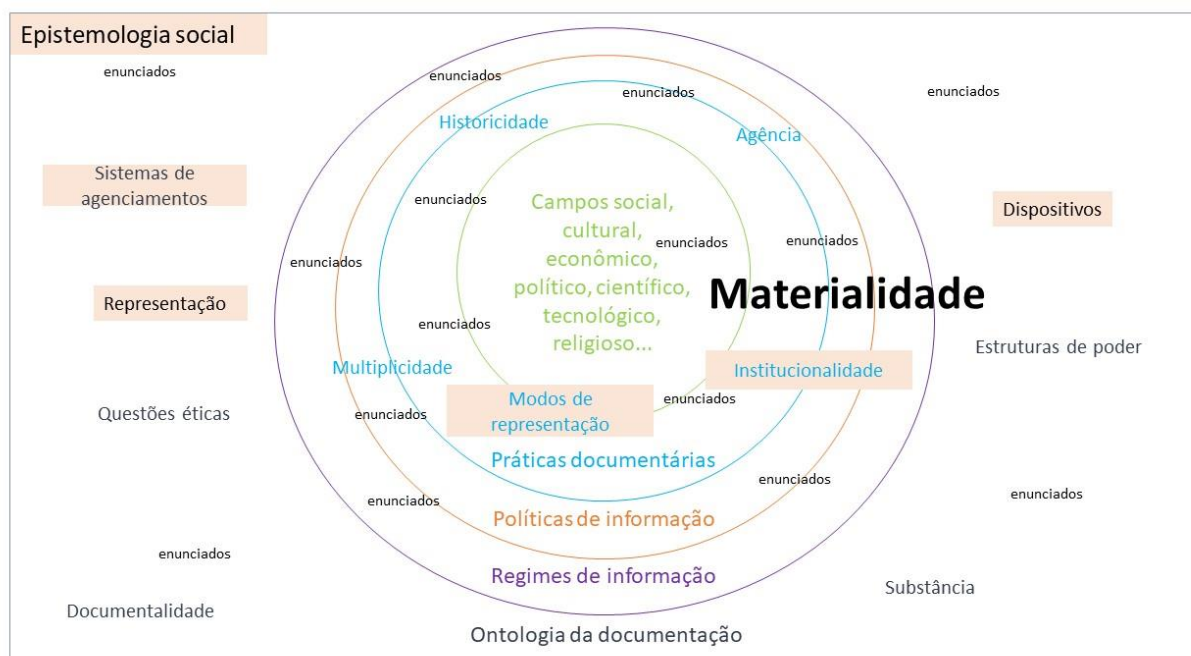 Epistemologia social
enunciados
enunciados
enunciados
enunciados
Historicidade
Agência
Sistemas de
agenciamentos
enunciados
Campos social,
cultural,
econômico,
político, científico,
tecnológico,
religioso...
Dispositivos
enunciados
enunciados
enunciados
Representação
Materialidade
enunciados
Estruturas de poder
Multiplicidade
Institucionalidade
Modos de
representação
enunciados
Questões éticas
enunciados
Práticas documentárias
enunciados
enunciados
enunciados
Políticas de informação
enunciados
Regimes de informação
Substância
Documentalidade
Ontologia da documentação